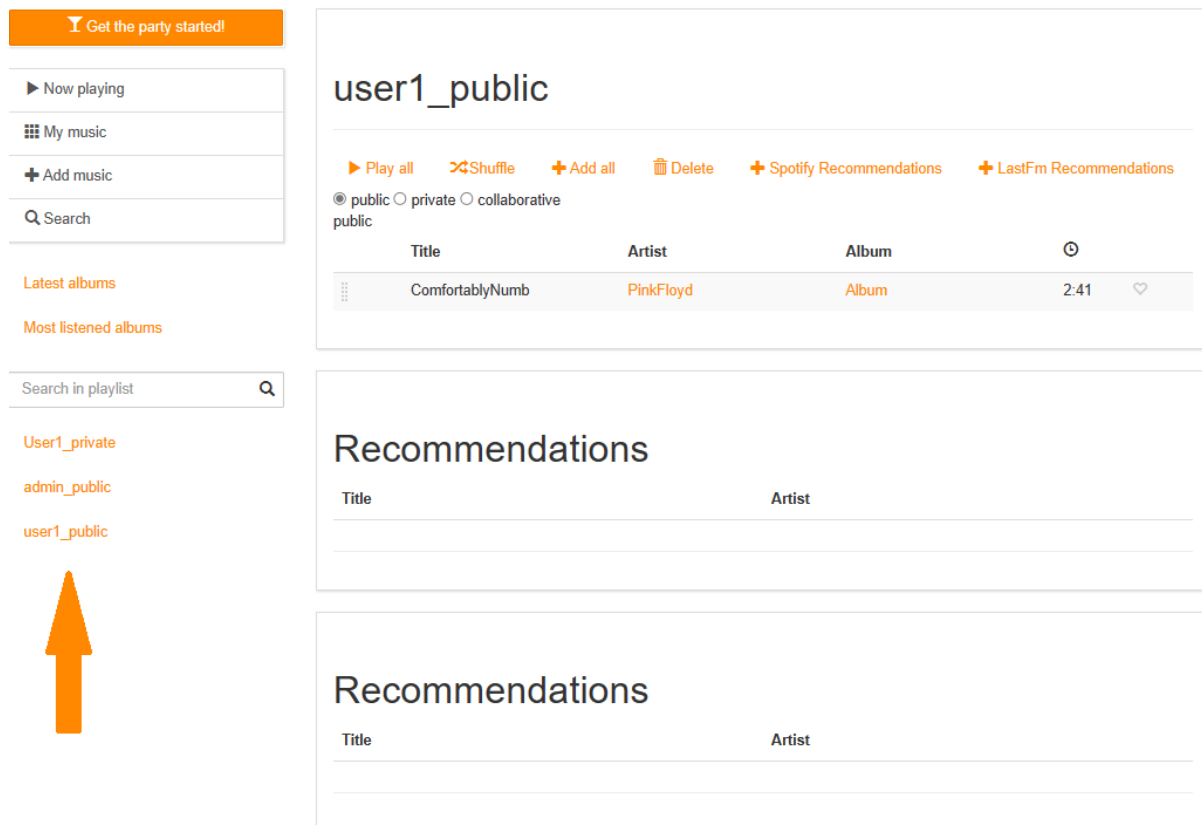 Get the party started!
Now playing
My music
Add music
Search
Latest albums
Most listened albums
Search in playlist
User1_private
admin_public
user1_public
user1_public
Play all Shuffle Add all Delete Spotify Recommendations LastFm Recommendations
public private collaborative
public
Title Artist Album
ComfortablyNumb PinkFloyd Album 2:41
Recommendations
Title Artist
Recommendations
Title Artist